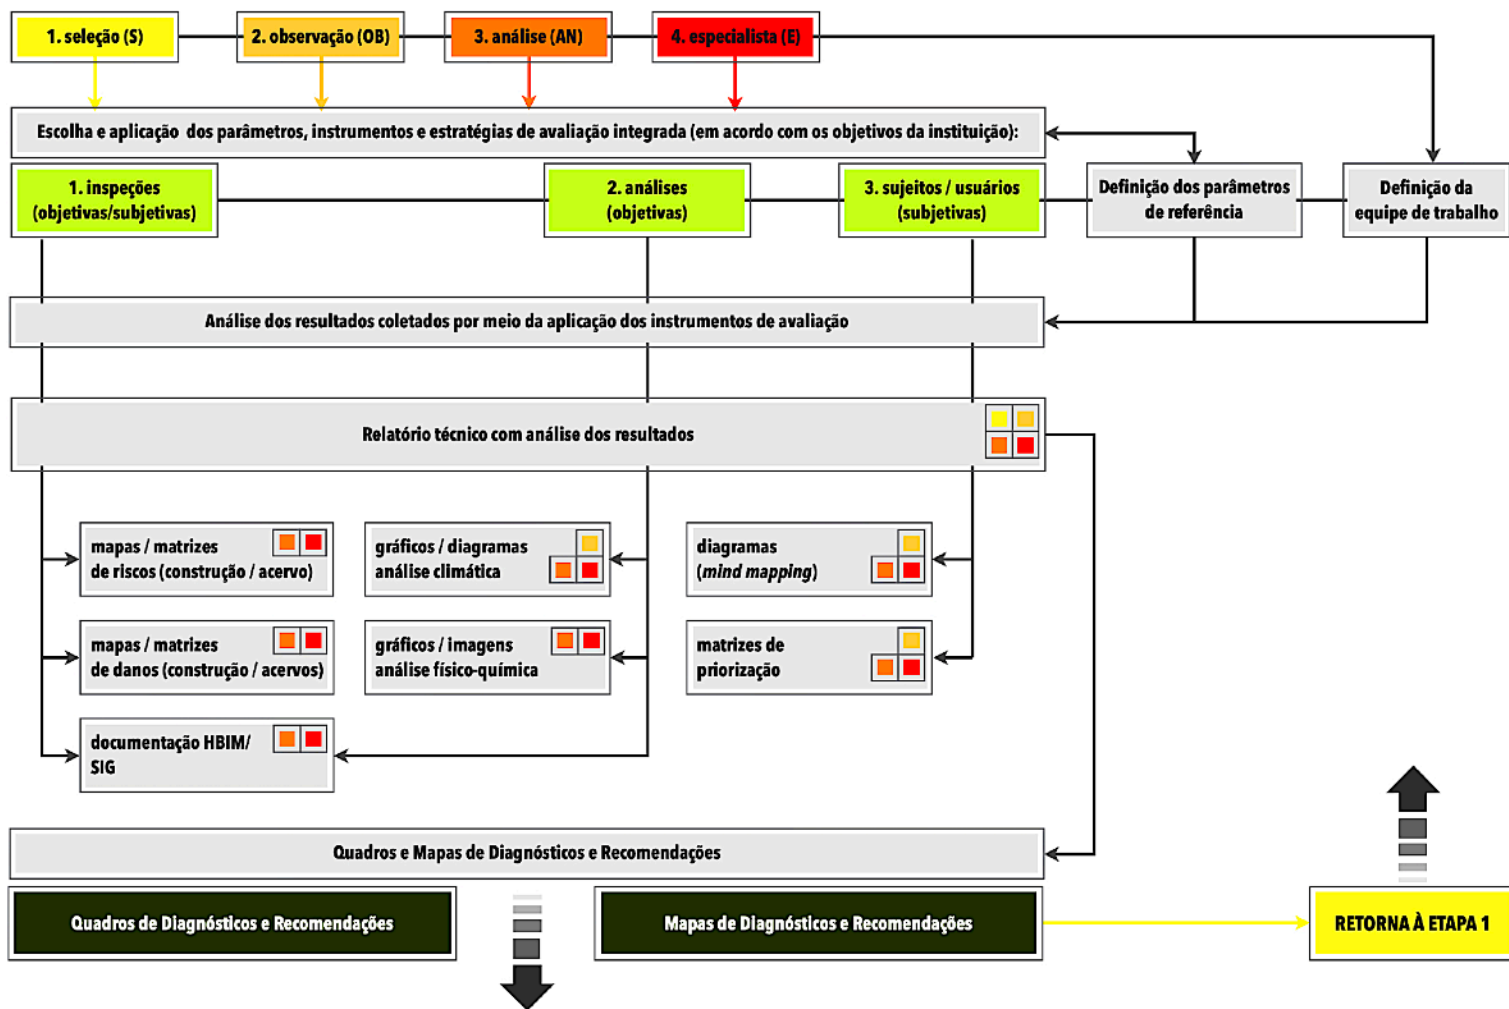 1. seleção (S)
2. observação (OB)
3. análise (AN)
4. especialista (E)
Escolha e aplicação dos parâmetros, instrumentos e estratégias de avaliação integrada (em acordo com os objetivos da instituição):
1. inspeções
(objetivas/subjetivas)
2. análises
(objetivas)
3. sujeitos / usuários
(subjetivas)
Definição dos parâmetros
de referência
Definição da
equipe de trabalho
Análise dos resultados coletados por meio da aplicação dos instrumentos de avaliação
Relatório técnico com análise dos resultados
mapas / matrizes
de riscos (construção / acervo)
gráficos / diagramas
análise climática
diagramas
(mind mapping)
mapas / matrizes
de danos (construção / acervos)
gráficos / imagens
análise físico-química
matrizes de
priorização
documentação HBIM/
SIG
Quadros e Mapas de Diagnósticos e Recomendações
Quadros de Diagnósticos e Recomendações
Mapas de Diagnósticos e Recomendações
RETORNA À ETAPA 1